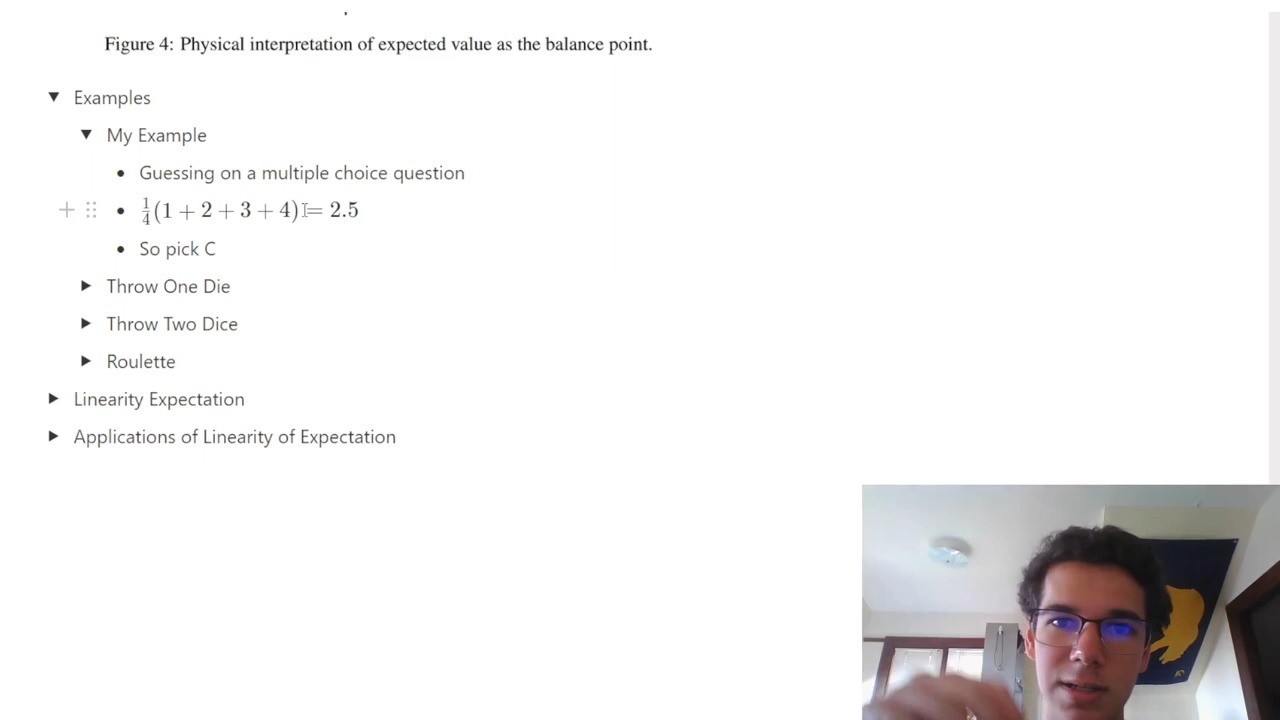 Figure 4: Physical interpretation of expected value as the balance point.
Examples
My Example
Guessing on a multiple choice question
¼(1 + 2 + 3 + 4) = 2.5
So pick C
Throw One Die
Throw Two Dice
Roulette
Linearity Expectation
Applications of Linearity of Expectation